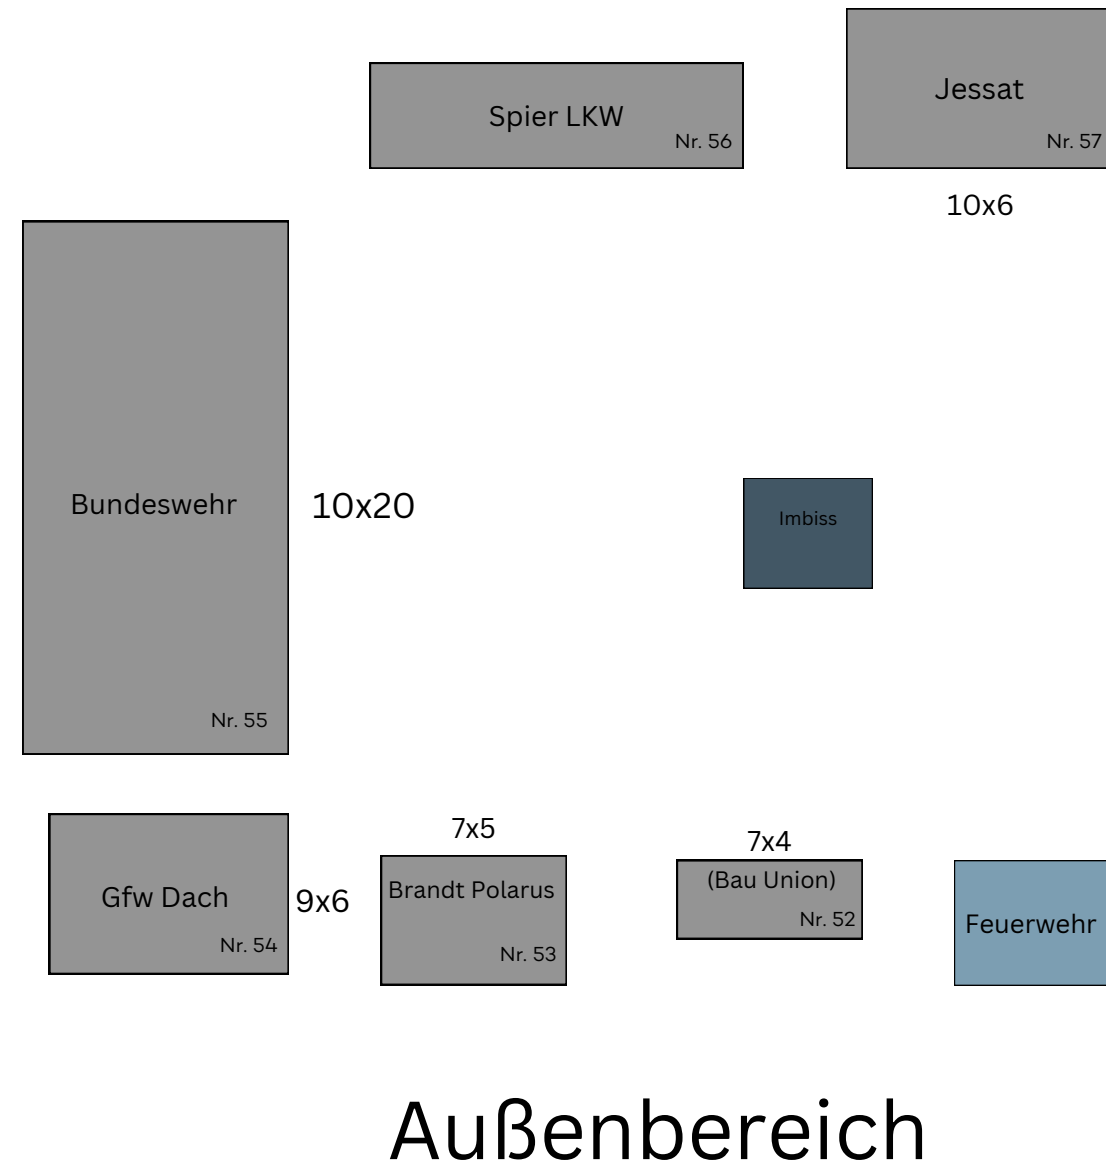 Jessat
Nr. 57
10x6
Spier LKW
Nr. 56
Bundeswehr
Nr. 55
10x20
Imbiss
Gfw Dach
Nr. 54
9x6
7x5
Brandt Polarus
Nr. 53
7x4
(Bau Union)
Nr. 52
Feuerwehr
Außenbereich